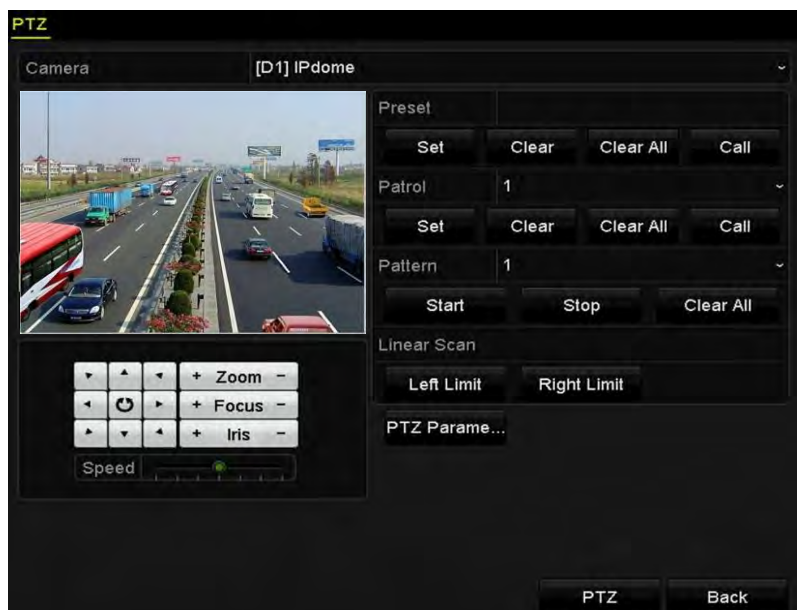 PTZ
Camera [D1] IPdome
Preset
Set Clear Clear All Call
Patrol 1
Set Clear Clear All Call
Pattern 1
Start Stop Clear All
Linear Scan
Left Limit Right Limit
PTZ Parame...
+ Zoom -
+ Focus -
+ Iris -
Speed
PTZ Back